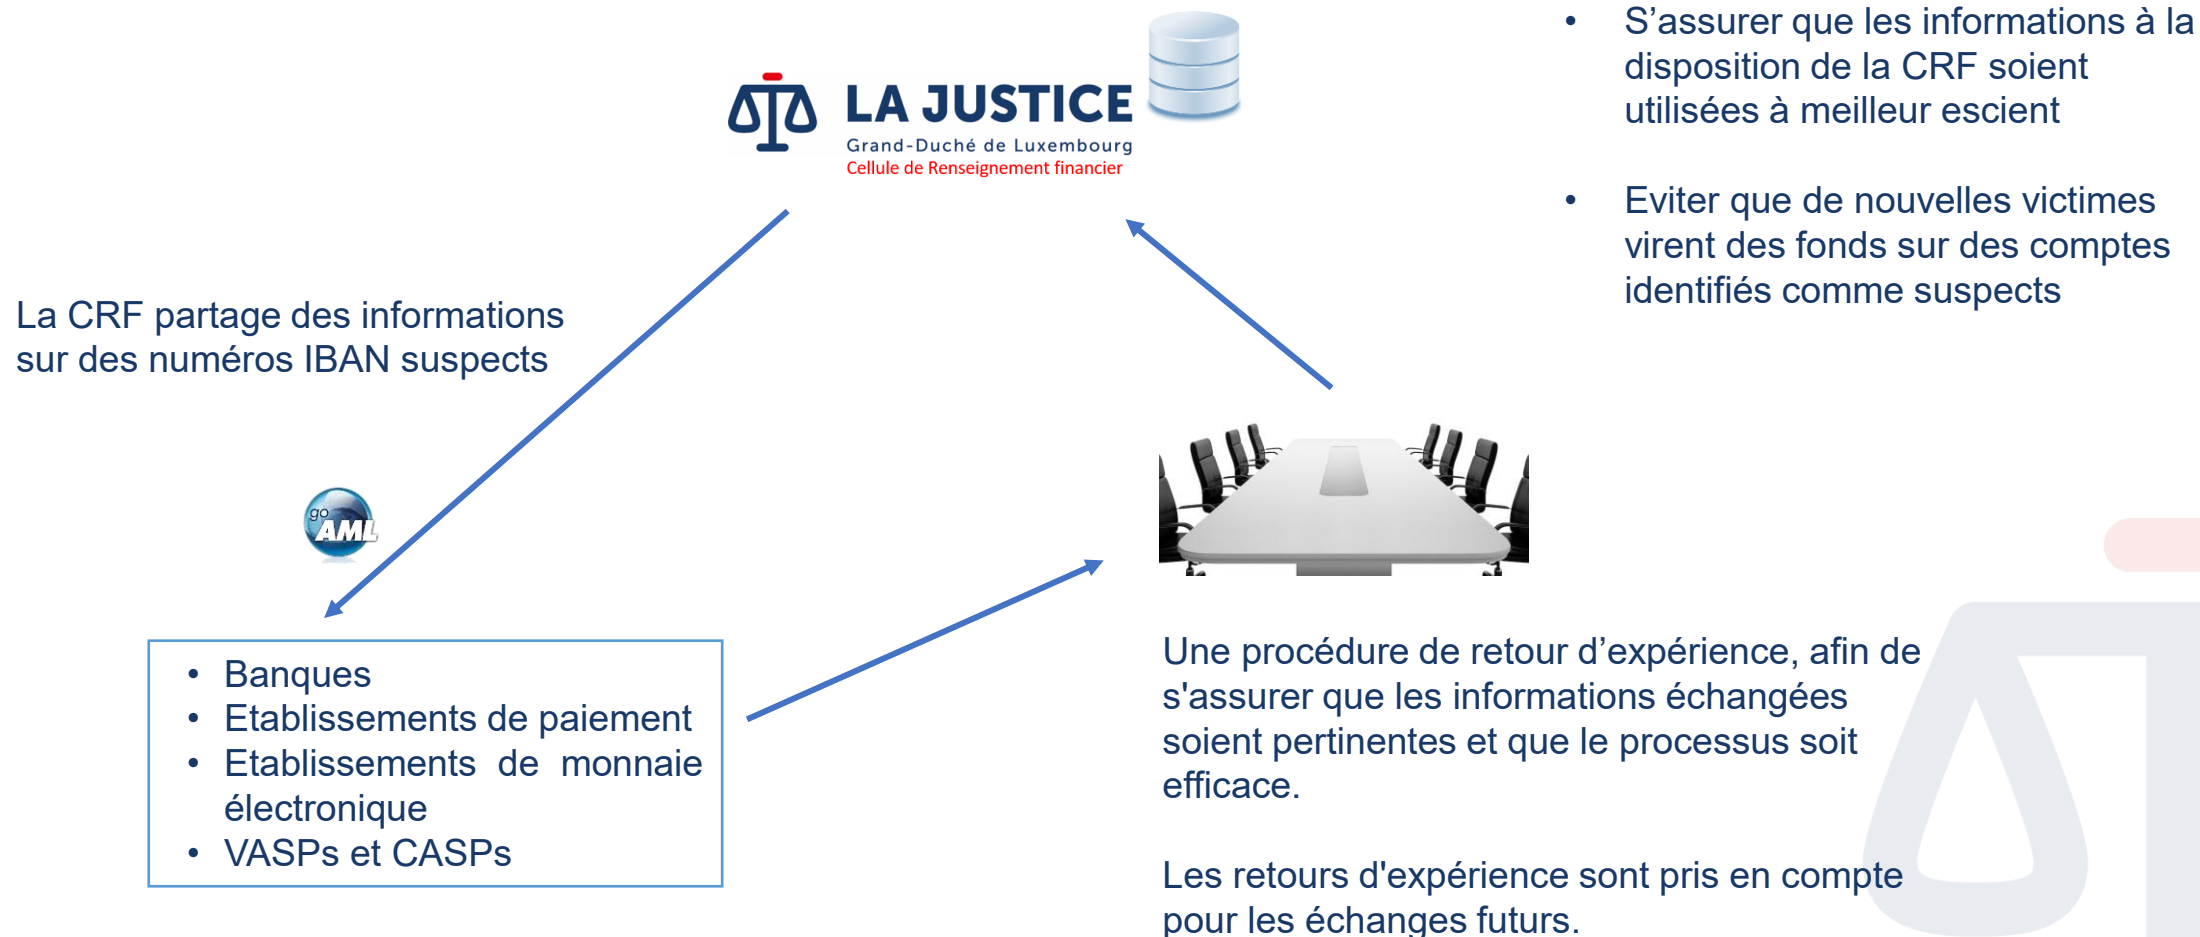 LA JUSTICE
Grand-Duché de Luxembourg
Cellule de Renseignement financier
• S’assurer que les informations à la
disposition de la CRF soient
utilisées à meilleur escient
• Eviter que de nouvelles victimes
virent des fonds sur des comptes
identifiés comme suspects
La CRF partage des informations
sur des numéros IBAN suspects
go
AML
• Banques
• Etablissements de paiement
• Etablissements de monnaie
électronique
• VASPs et CASPs
Une procédure de retour d’expérience, afin de
s'assurer que les informations échangées
soient pertinentes et que le processus soit
efficace.
Les retours d'expérience sont pris en compte
pour les échanges futurs.